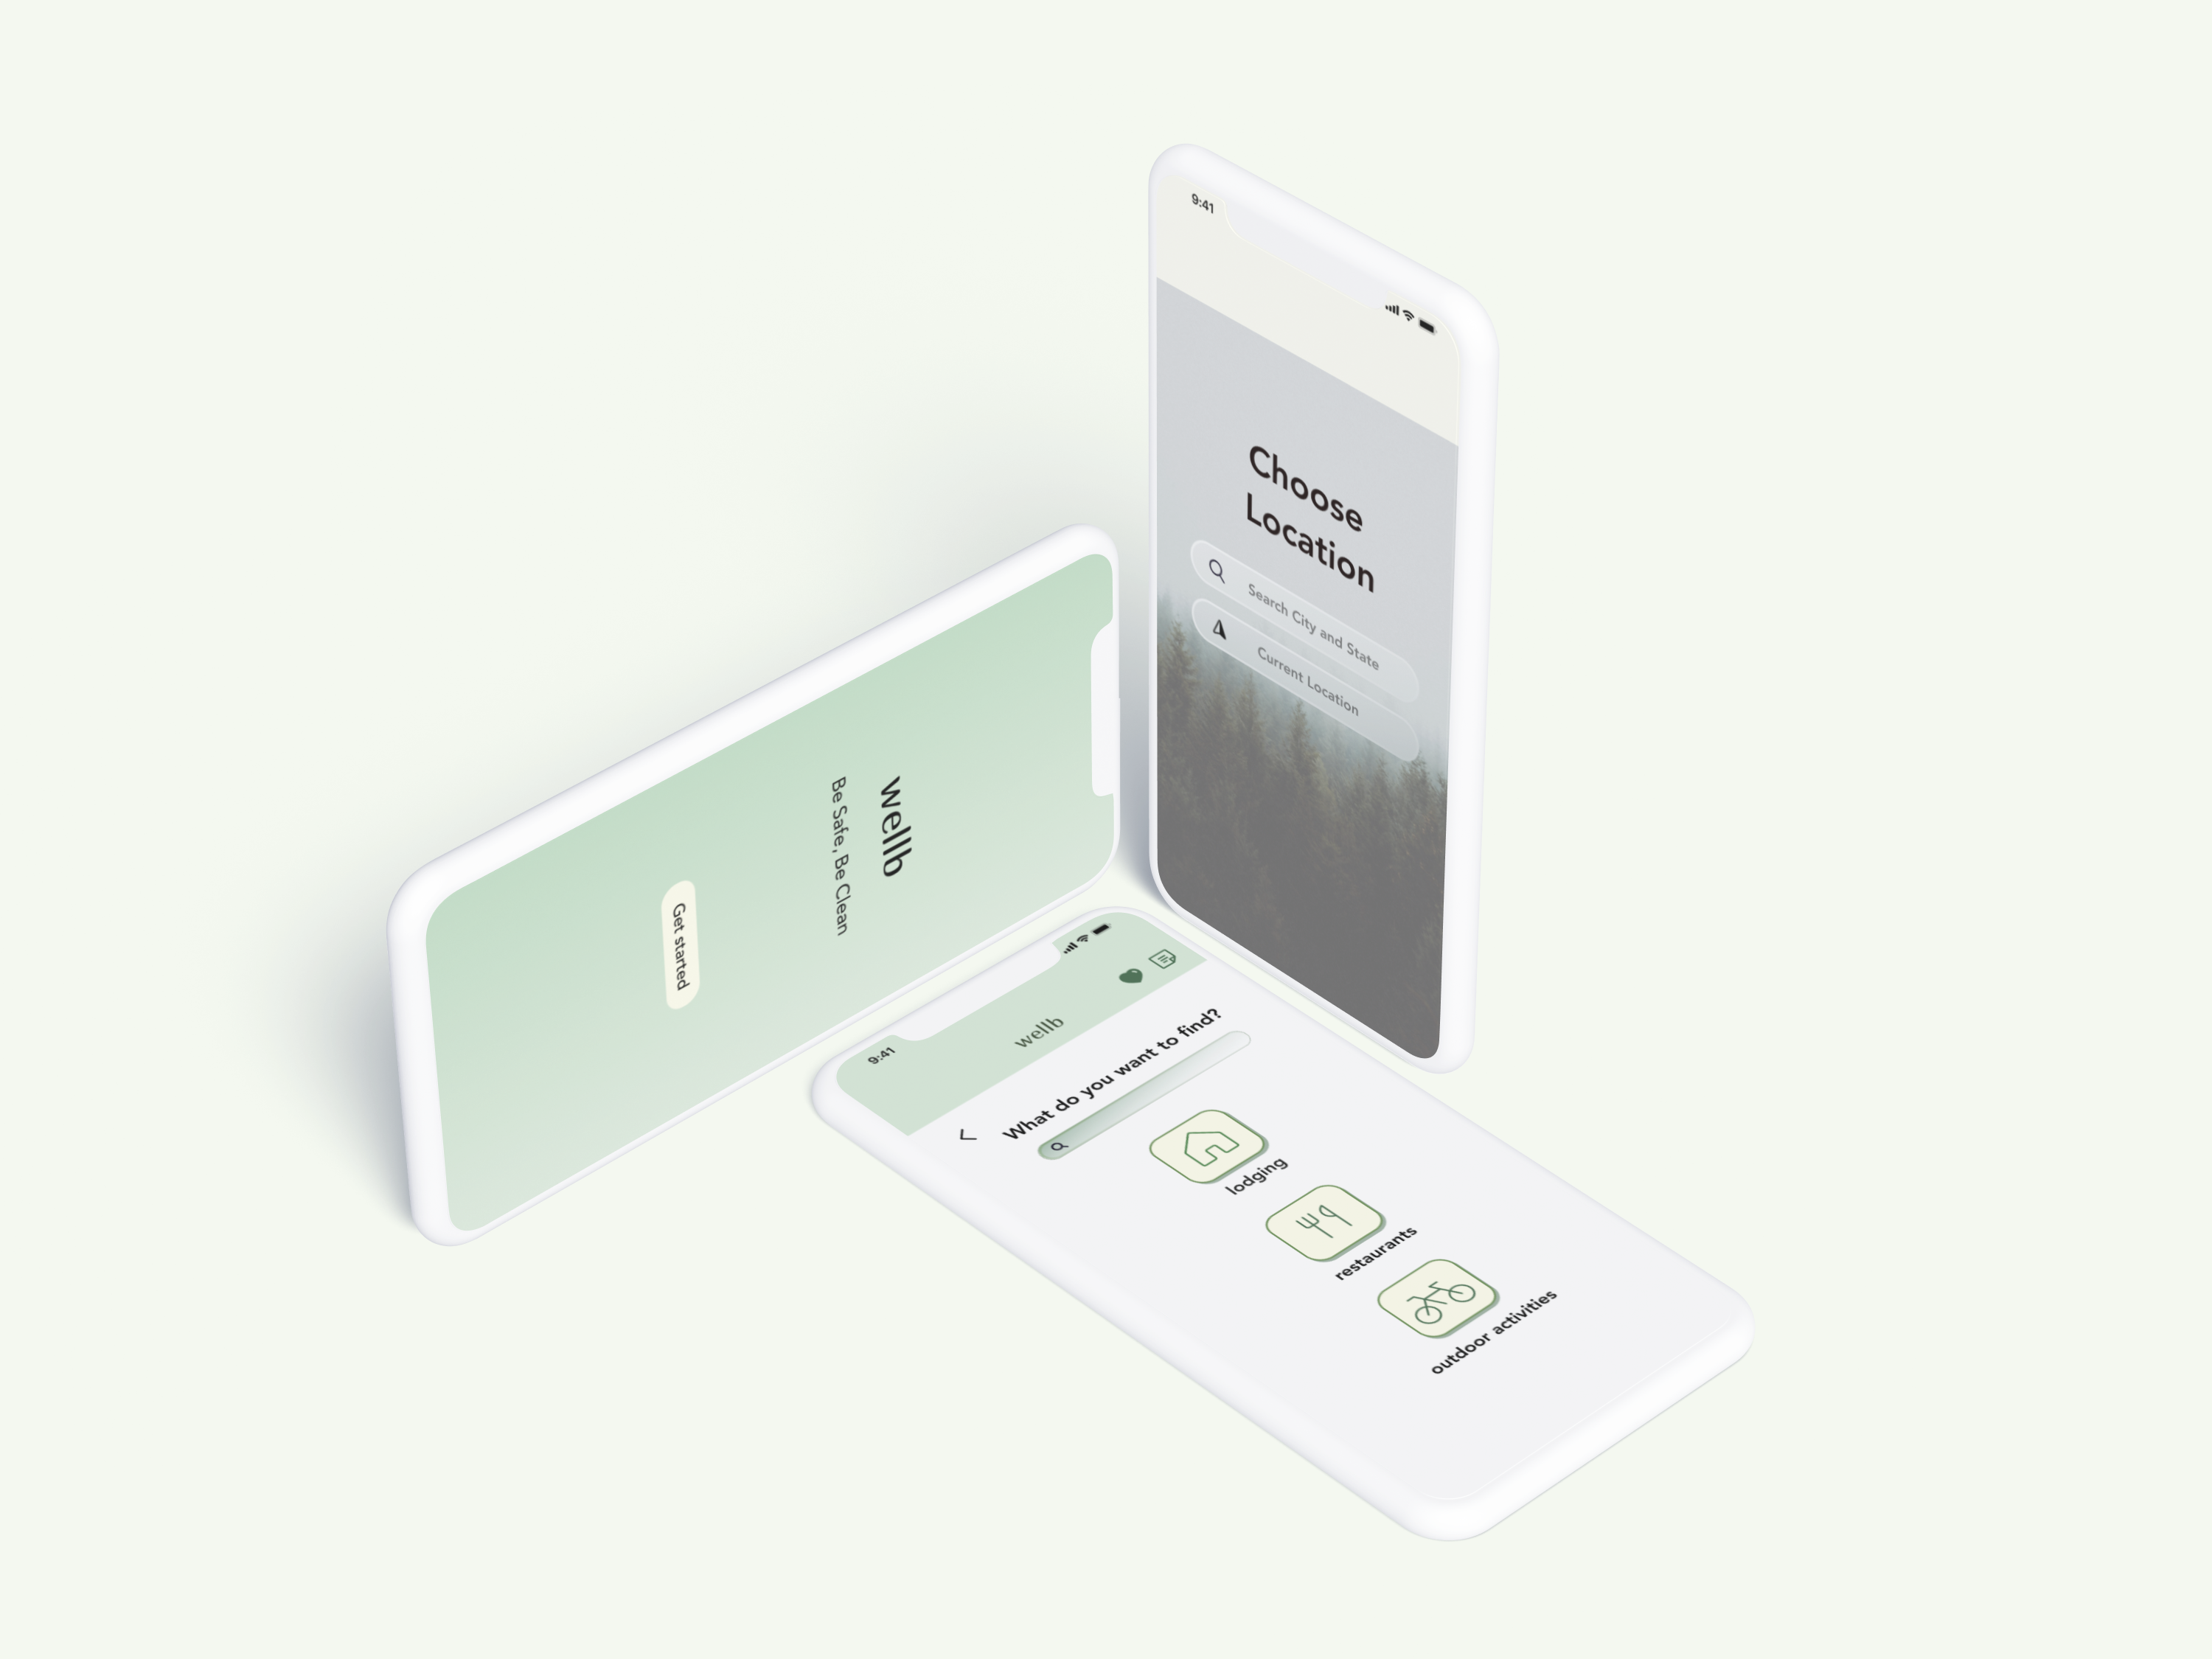 wellb
Be Safe, Be Clean
Get started
9:41
Choose
Location
Search City and State
Current Location
9:41
wellb
What do you want to find?
lodging
restaurants
outdoor activities